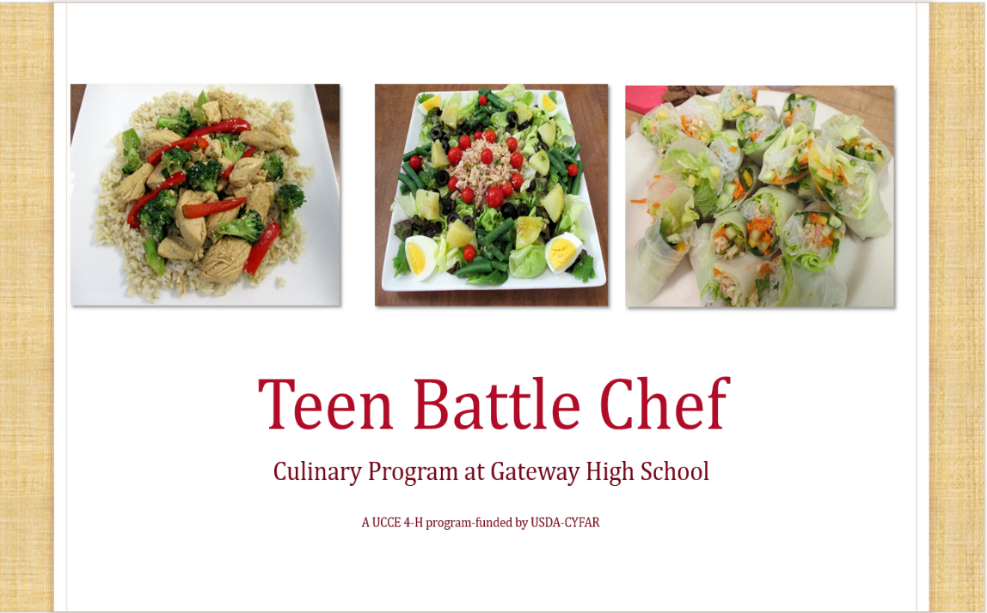 Teen Battle Chef
Culinary Program at Gateway High School
A UCCE 4-H program-funded by USDA-CYFAR